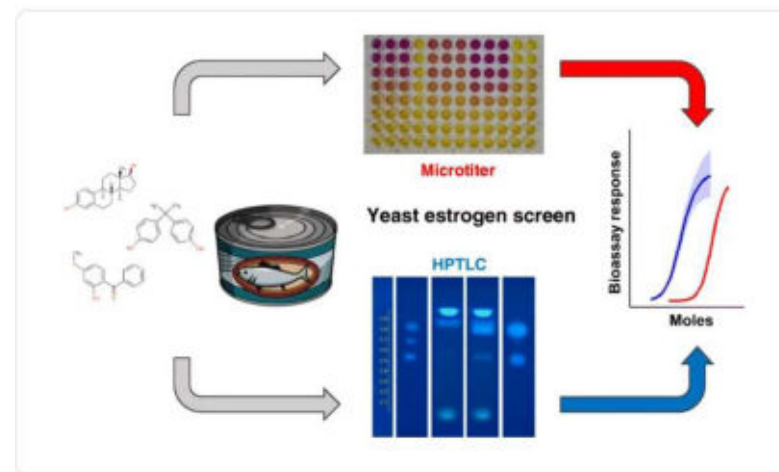 Microtiter
Yeast estrogen screen
HPTLC
Bioassay response
Moles